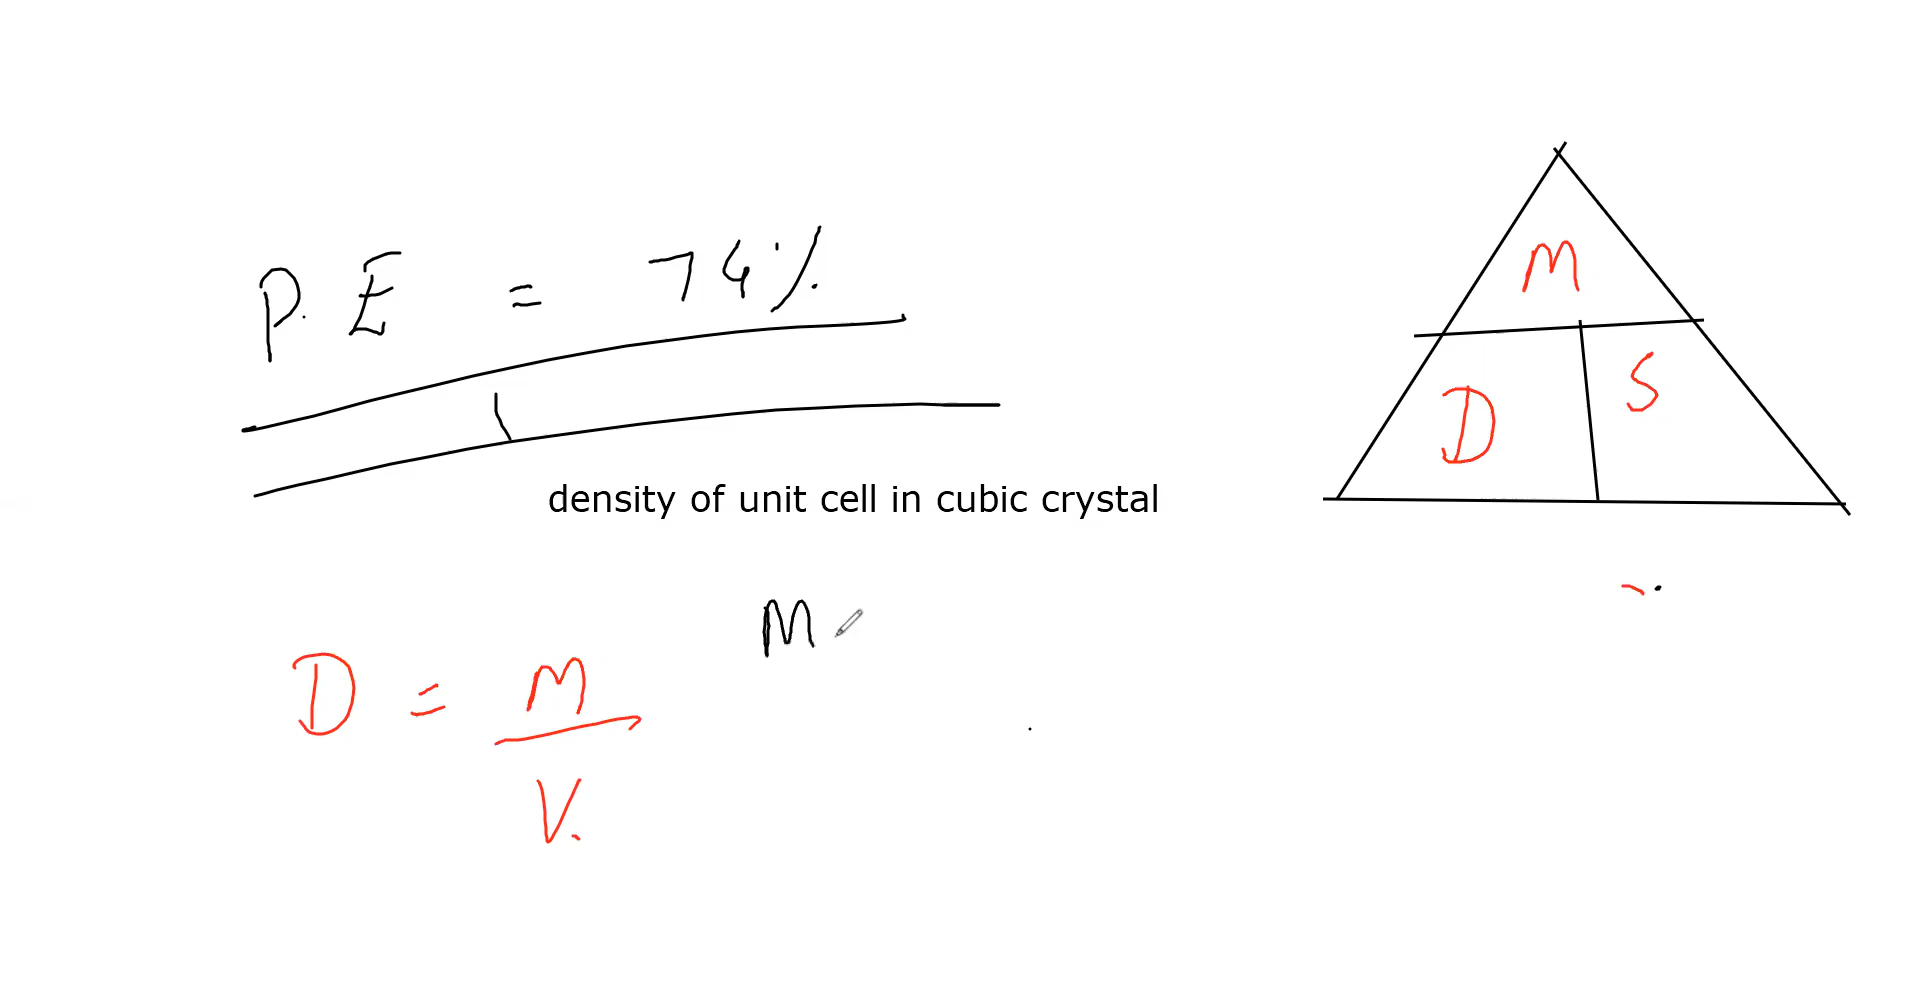 P.E = 74%
density of unit cell in cubic crystal
M
D S
M
D = M
V.